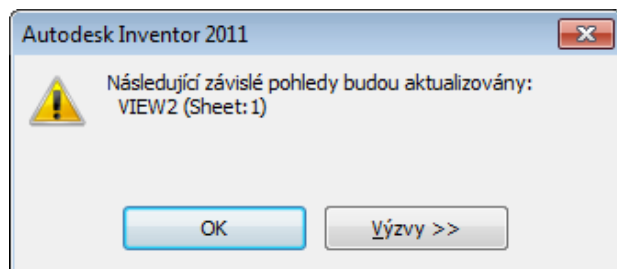 Autodesk Inventor 2011
Následující závislé pohledy budou aktualizovány:
VIEW2 (Sheet:1)
OK
Výzvy >>